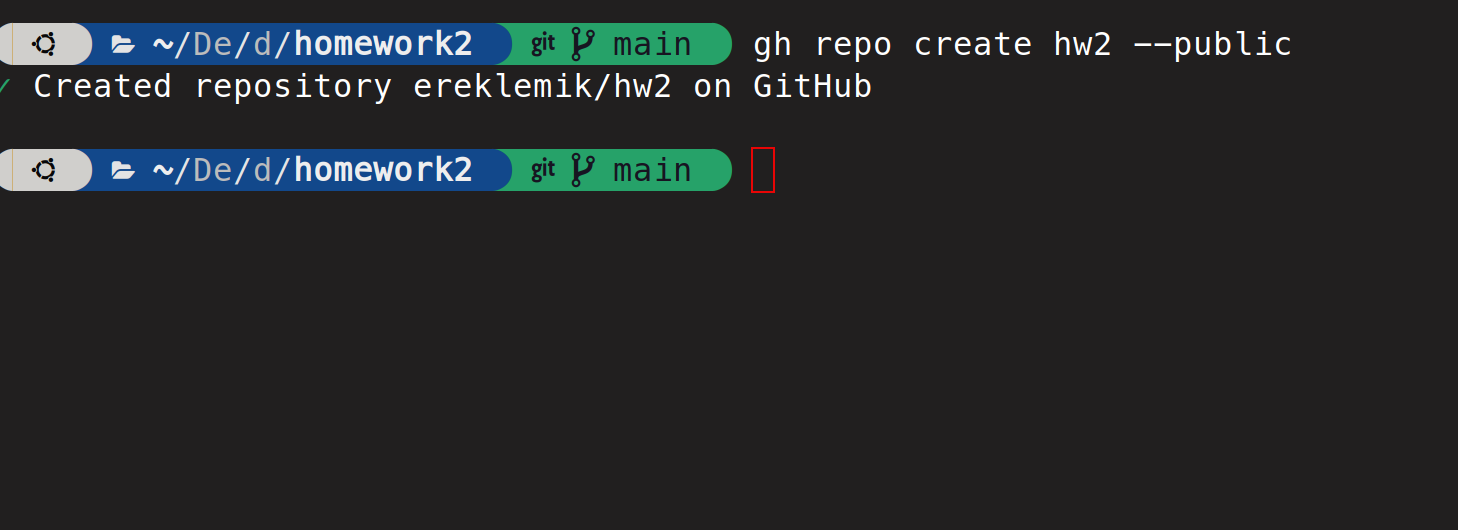 ~/De/d/homework2 git main gh repo create hw2 --public
✓ Created repository ereklemik/hw2 on GitHub
~/De/d/homework2 git main